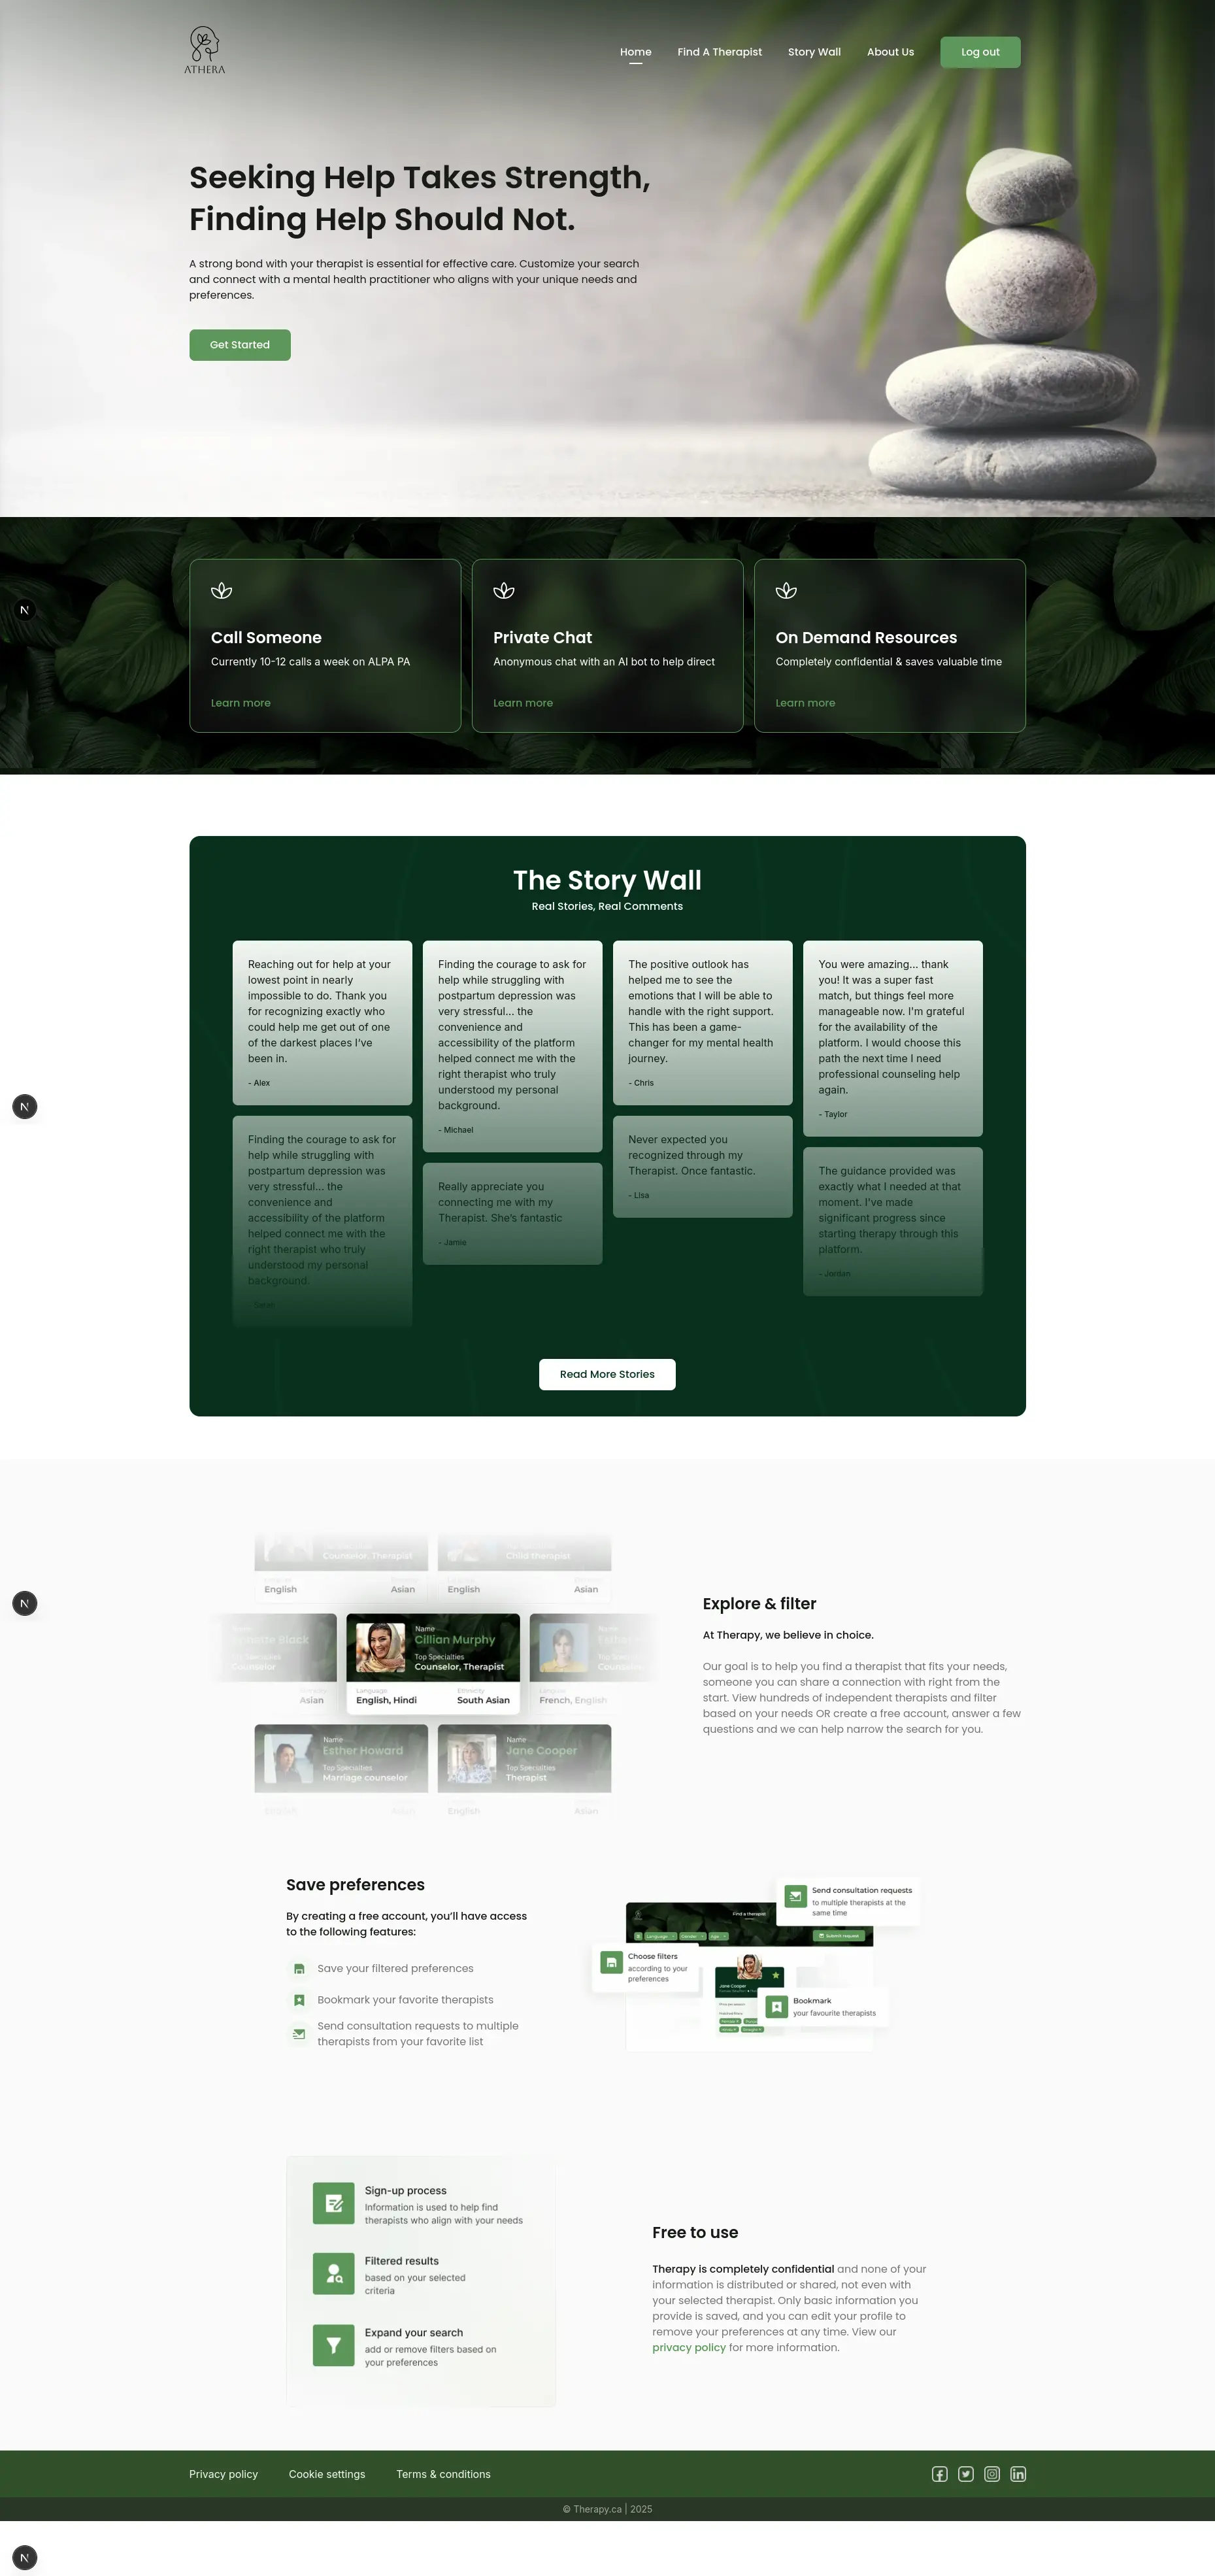 ATHERA
Home
Find A Therapist
Story Wall
About Us
Log out
Seeking Help Takes Strength,
Finding Help Should Not.
A strong bond with your therapist is essential for effective care. Customize your search
and connect with a mental health practitioner who aligns with your unique needs and
preferences.
Get Started
Call Someone
Currently 10-12 calls a week on ALPA PA
Learn more
Private Chat
Anonymous chat with an AI bot to help direct
Learn more
On Demand Resources
Completely confidential & saves valuable time
Learn more
N
The Story Wall
Real Stories, Real Comments
Reaching out for help at your
lowest point in nearly
impossible to do. Thank you
for recognizing exactly who
could help me get out of one
of the darkest places I've
been in.
- Alex
Finding the courage to ask for
help while struggling with
postpartum depression was
very stressful... the
convenience and
accessibility of the platform
helped connect me with the
right therapist who truly
understood my personal
background.
Finding the courage to ask for
help while struggling with
postpartum depression was
very stressful... the
convenience and
accessibility of the platform
helped connect me with the
right therapist who truly
understood my personal
background.
- Michael
Really appreciate you
connecting me with my
Therapist. She's fantastic
- Jamie
The positive outlook has
helped me to see the
emotions that I will be able to
handle with the right support.
This has been a game-
changer for my mental health
journey.
- Chris
Never expected you
recognized through my
Therapist. Once fantastic.
- Lisa
You were amazing... thank
you! It was a super fast
match, but things feel more
manageable now. I'm grateful
for the availability of the
platform. I would choose this
path the next time I need
professional counseling help
again.
- Taylor
The guidance provided was
exactly what I needed at that
moment. I've made
significant progress since
starting therapy through this
platform.
- Jordan
N
Read More Stories
Counselor, Therapist
English
Asian
Child therapist
English
Asian
N
Black
Counselor
Asian
Name
Cillian Murphy
Top Specialties
Counselor, Therapist
Language
English, Hindi
Ethnicity
South Asian
French, English
Name
Esther Howard
Top Specialties
Marriage counselor
English
Asian
Name
Jane Cooper
Top Specialties
Therapist
English
Asian
Explore & filter
At Therapy, we believe in choice.
Our goal is to help you find a therapist that fits your needs,
someone you can share a connection with right from the
start. View hundreds of independent therapists and filter
based on your needs OR create a free account, answer a few
questions and we can help narrow the search for you.
Save preferences
By creating a free account, you'll have access
to the following features:
Save your filtered preferences
Bookmark your favorite therapists
Send consultation requests to multiple
therapists from your favorite list
Send consultation requests
to multiple therapists at the
same time
Find a therapist
Language
Gender
Age
Submit request
Choose filters
according to your
preferences
Jane Cooper
Bookmark
your favourite therapists
Sign-up process
Information is used to help find
therapists who align with your needs
Filtered results
based on your selected
criteria
Expand your search
add or remove filters based on
your preferences
Free to use
Therapy is completely confidential and none of your
information is distributed or shared, not even with
your selected therapist. Only basic information you
provide is saved, and you can edit your profile to
remove your preferences at any time. View our
privacy policy for more information.
Privacy policy
Cookie settings
Terms & conditions
© Therapy.ca | 2025
N